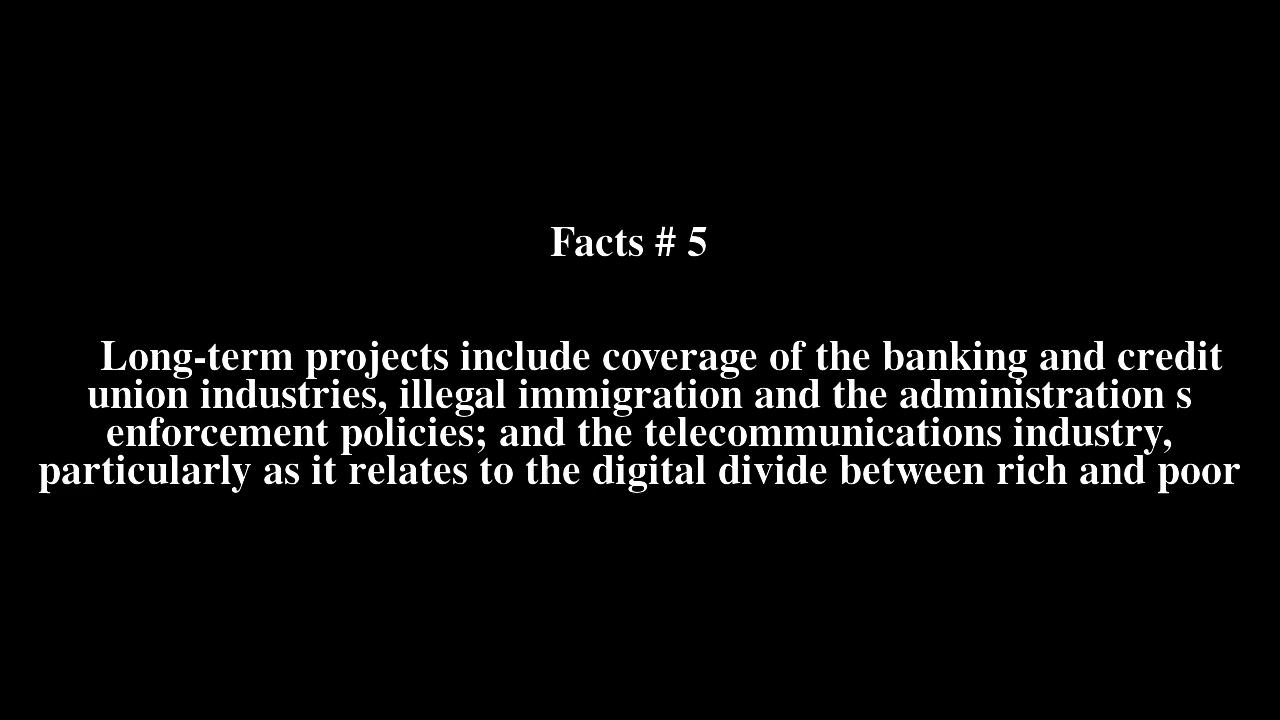 Facts # 5
Long-term projects include coverage of the banking and credit
union industries, illegal immigration and the administration s
enforcement policies; and the telecommunications industry,
particularly as it relates to the digital divide between rich and poor